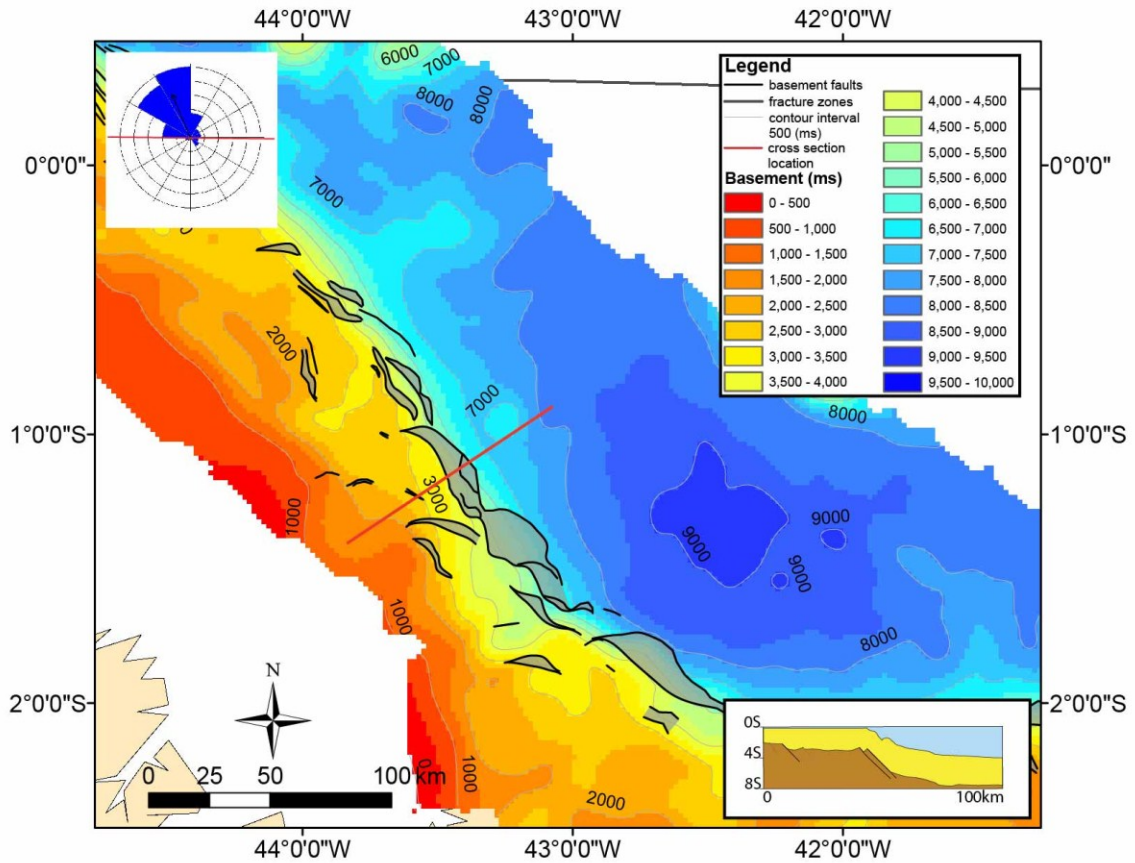 44°0'0"W
43°0'0"W
42°0'0"W
0°0'0"
1°0'0"S
2°0'0"S
0°0'0"
1°0'0"S
2°0'0"S
44°0'0"W
43°0'0"W
42°0'0"W
6000
7000
8000
8000
7000
2000
7000
3000
1000
1000
1000
2000
9000
9000
9000
8000
8000
0
Legend
basement faults
fracture zones
contour interval
500 (ms)
cross section
location
Basement (ms)
0 - 500
500 - 1,000
1,000 - 1,500
1,500 - 2,000
2,000 - 2,500
2,500 - 3,000
3,000 - 3,500
3,500 - 4,000
4,000 - 4,500
4,500 - 5,000
5,000 - 5,500
5,500 - 6,000
6,000 - 6,500
6,500 - 7,000
7,000 - 7,500
7,500 - 8,000
8,000 - 8,500
8,500 - 9,000
9,000 - 9,500
9,500 - 10,000
N
0 25 50 100 km
0S
4S
8S
0 100km